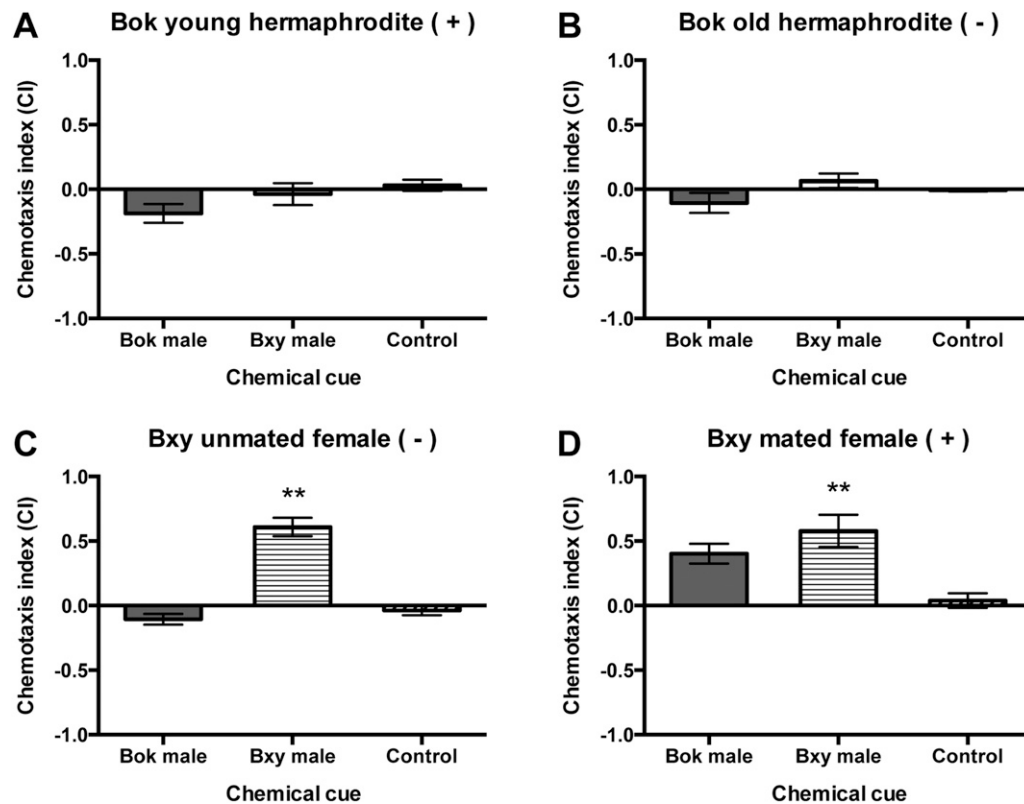 A Bok young hermaphrodite ( + )
1.0
0.5
0.0
-0.5
-1.0
Chemotaxis index (CI)
Bok male Bxy male Control
Chemical cue
B Bok old hermaphrodite ( - )
1.0
0.5
0.0
-0.5
-1.0
Chemotaxis index (CI)
Bok male Bxy male Control
Chemical cue
C Bxy unmated female ( - )
1.0
0.5
0.0
-0.5
-1.0
Chemotaxis index (CI)
**
Bok male Bxy male Control
Chemical cue
D Bxy mated female ( + )
1.0
0.5
0.0
-0.5
-1.0
Chemotaxis index (CI)
**
Bok male Bxy male Control
Chemical cue